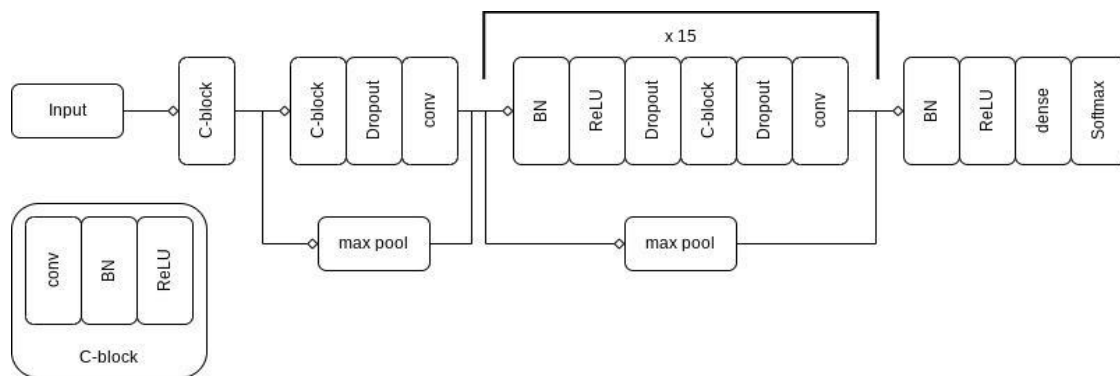 x 15
Input
C-block
C-block
Dropout
conv
BN
ReLU
Dropout
C-block
Dropout
conv
BN
ReLU
dense
Softmax
max pool
max pool
conv
BN
ReLU
C-block